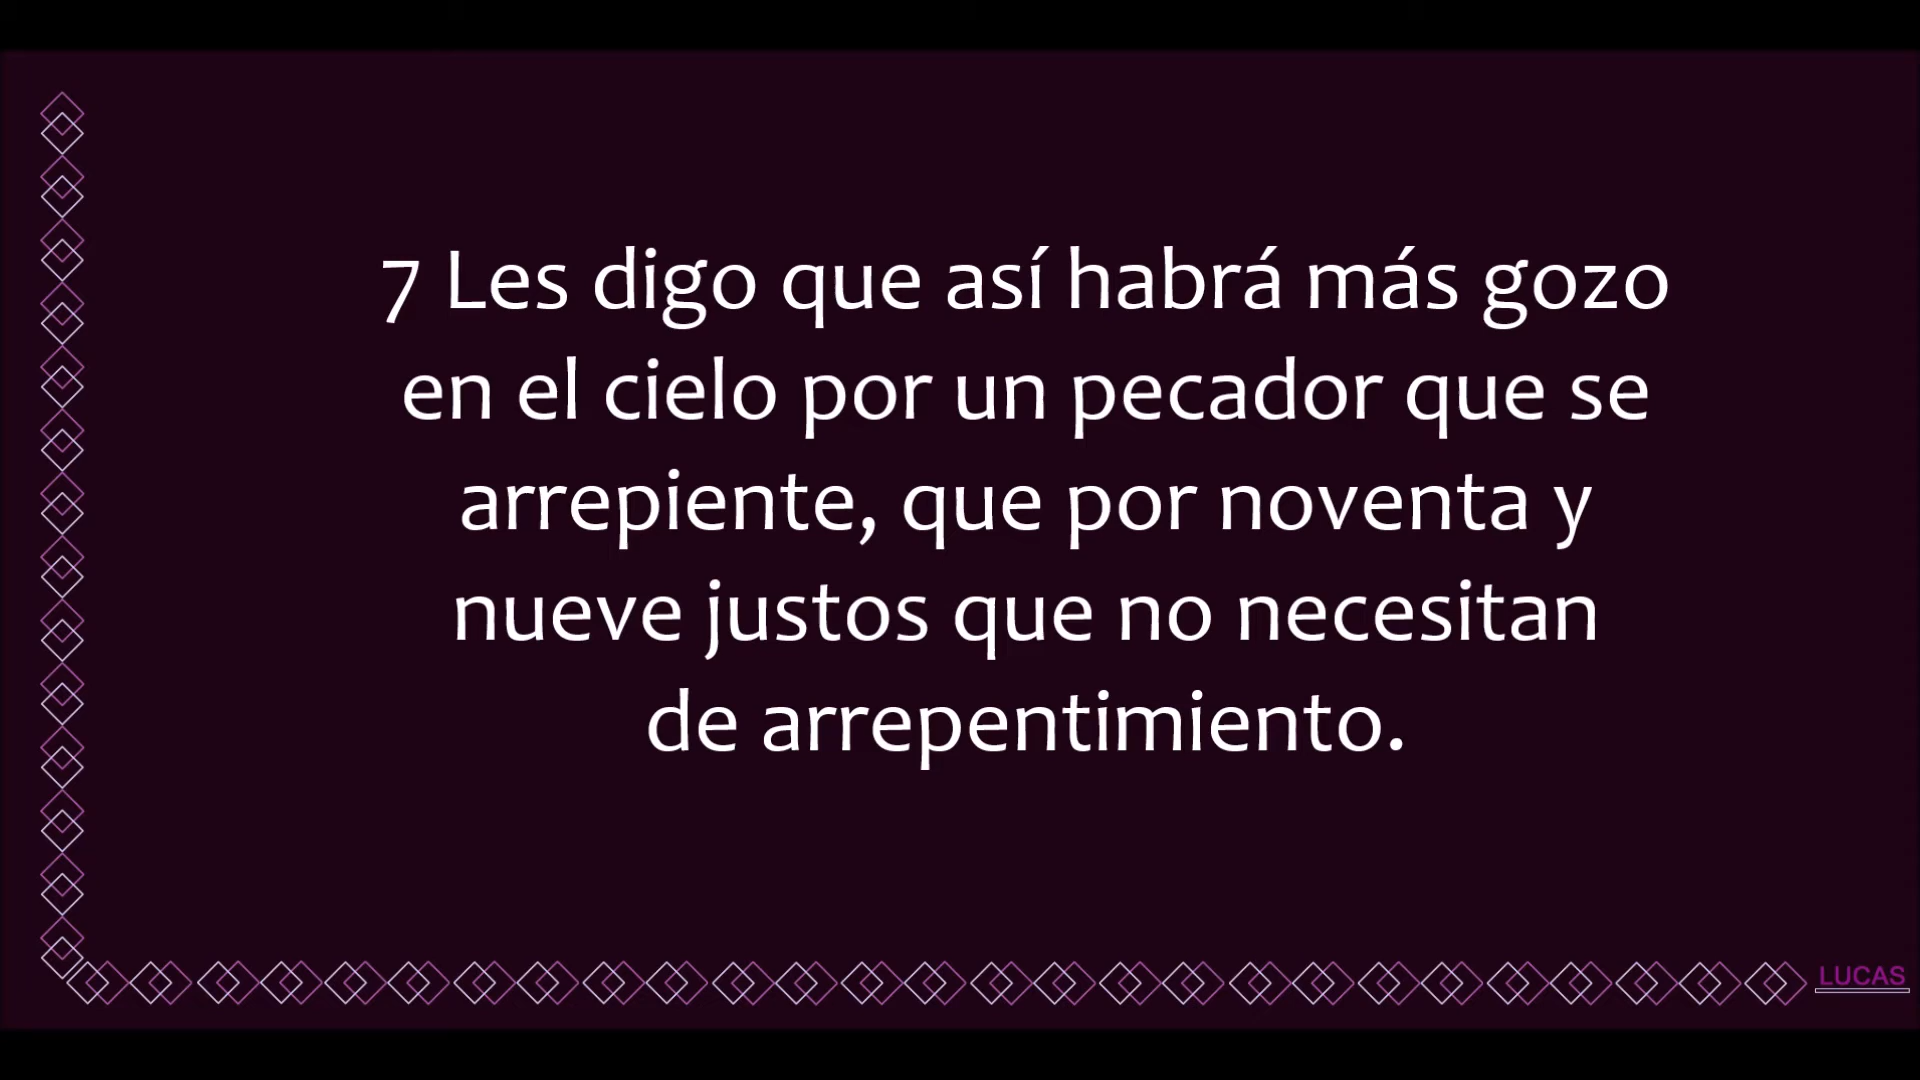 7 Les digo que así habrá más gozo
en el cielo por un pecador que se
arrepiente, que por noventa y
nueve justos que no necesitan
de arrepentimiento.
LUCAS